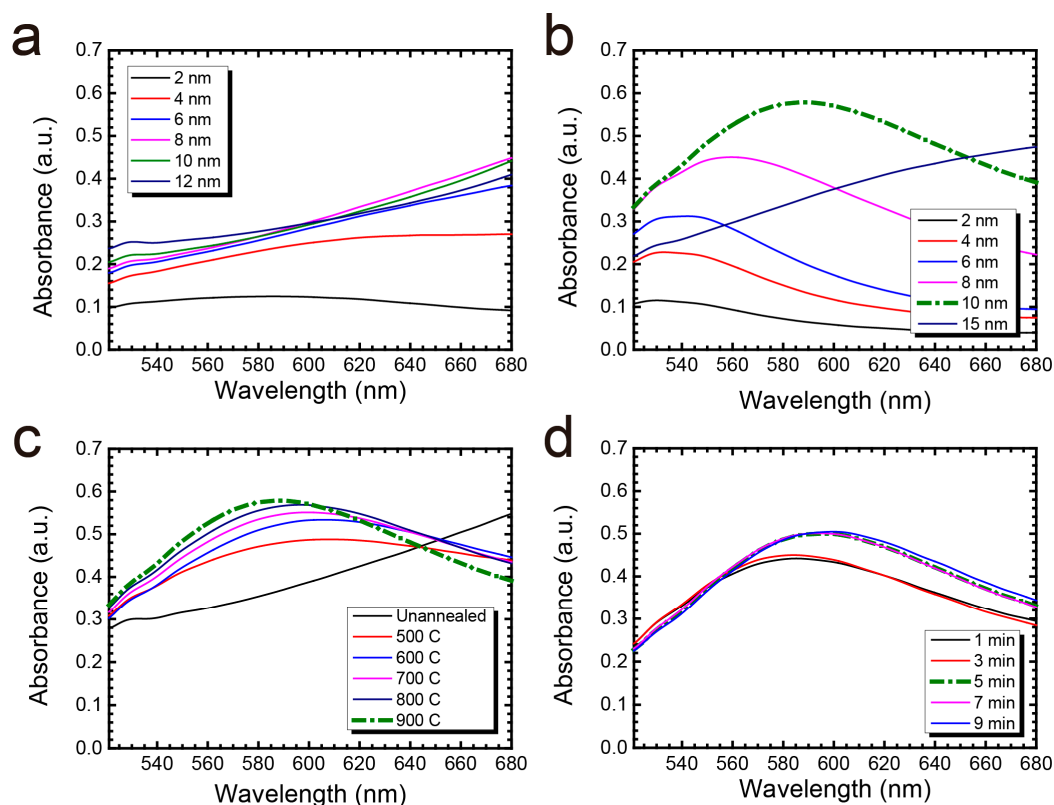 a
0.7
0.6
0.5
0.4
0.3
0.2
0.1
0.0
Absorbance (a.u.)
2 nm
4 nm
6 nm
8 nm
10 nm
12 nm
540 560 580 600 620 640 660 680
Wavelength (nm)
b
0.7
0.6
0.5
0.4
0.3
0.2
0.1
0.0
Absorbance (a.u.)
2 nm
4 nm
6 nm
8 nm
10 nm
15 nm
540 560 580 600 620 640 660 680
Wavelength (nm)
c
0.7
0.6
0.5
0.4
0.3
0.2
0.1
0.0
Absorbance (a.u.)
Unannealed
500 C
600 C
700 C
800 C
900 C
540 560 580 600 620 640 660 680
Wavelength (nm)
d
0.7
0.6
0.5
0.4
0.3
0.2
0.1
0.0
Absorbance (a.u.)
1 min
3 min
5 min
7 min
9 min
540 560 580 600 620 640 660 680
Wavelength (nm)